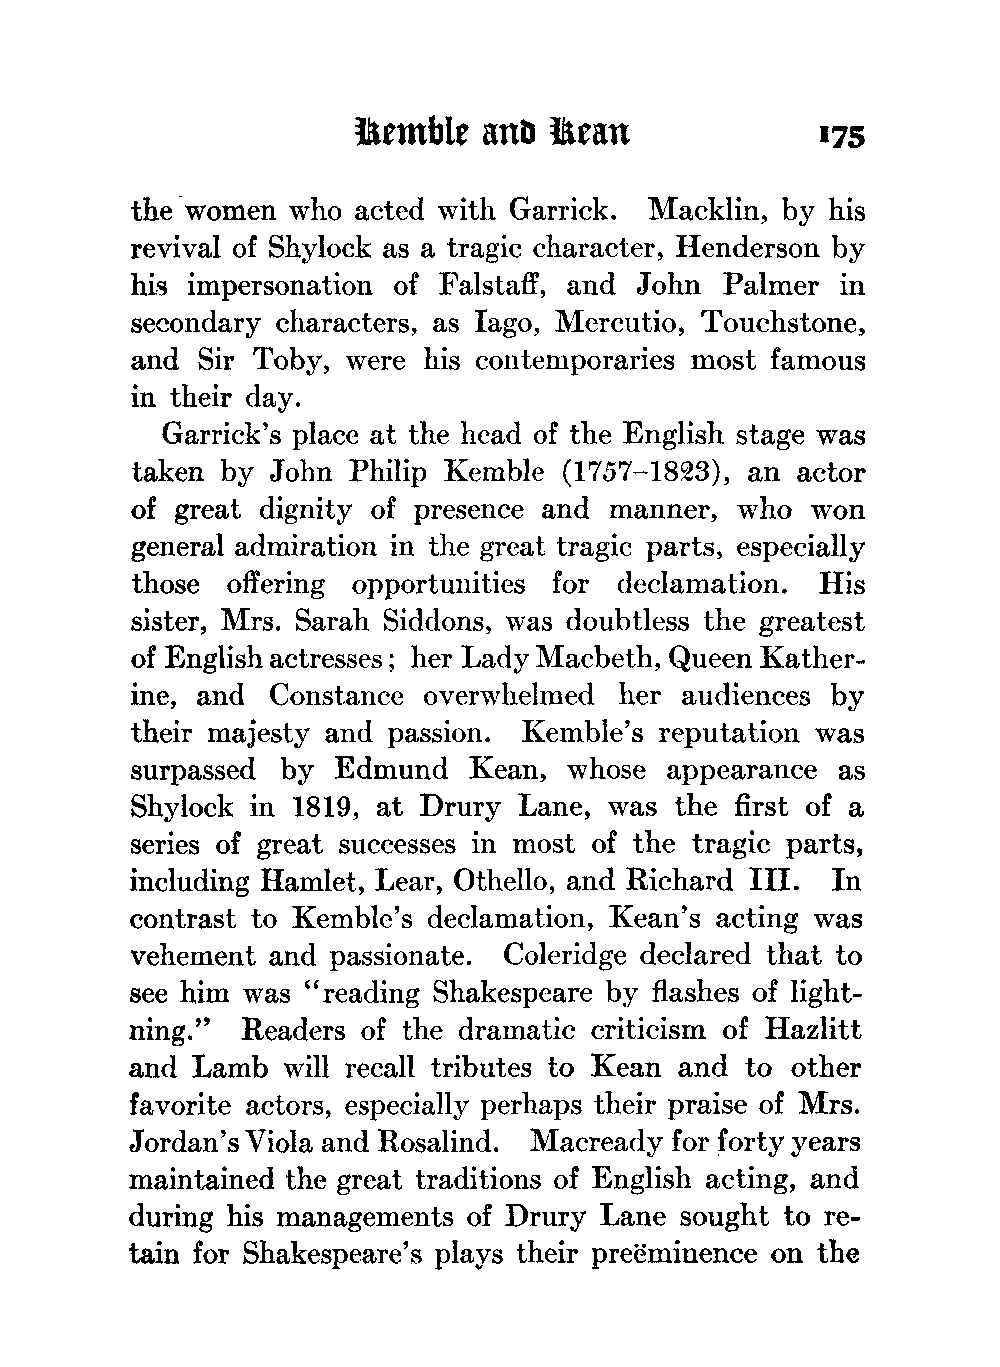 Kemble and Kean 175
the women who acted with Garrick. Macklin, by his
revival of Shylock as a tragic character, Henderson by
his impersonation of Falstaff, and John Palmer in
secondary characters, as Iago, Mercutio, Touchstone,
and Sir Toby, were his contemporaries most famous
in their day.
Garrick's place at the head of the English stage was
taken by John Philip Kemble (1757-1823), an actor
of great dignity of presence and manner, who won
general admiration in the great tragic parts, especially
those offering opportunities for declamation. His
sister, Mrs. Sarah Siddons, was doubtless the greatest
of English actresses; her Lady Macbeth, Queen Kather-
ine, and Constance overwhelmed her audiences by
their majesty and passion. Kemble's reputation was
surpassed by Edmund Kean, whose appearance as
Shylock in 1819, at Drury Lane, was the first of a
series of great successes in most of the tragic parts,
including Hamlet, Lear, Othello, and Richard III. In
contrast to Kemble's declamation, Kean's acting was
vehement and passionate. Coleridge declared that to
see him was "reading Shakespeare by flashes of light-
ning." Readers of the dramatic criticism of Hazlitt
and Lamb will recall tributes to Kean and to other
favorite actors, especially perhaps their praise of Mrs.
Jordan's Viola and Rosalind. Macready for forty years
maintained the great traditions of English acting, and
during his managements of Drury Lane sought to re-
tain for Shakespeare's plays their preëminence on the